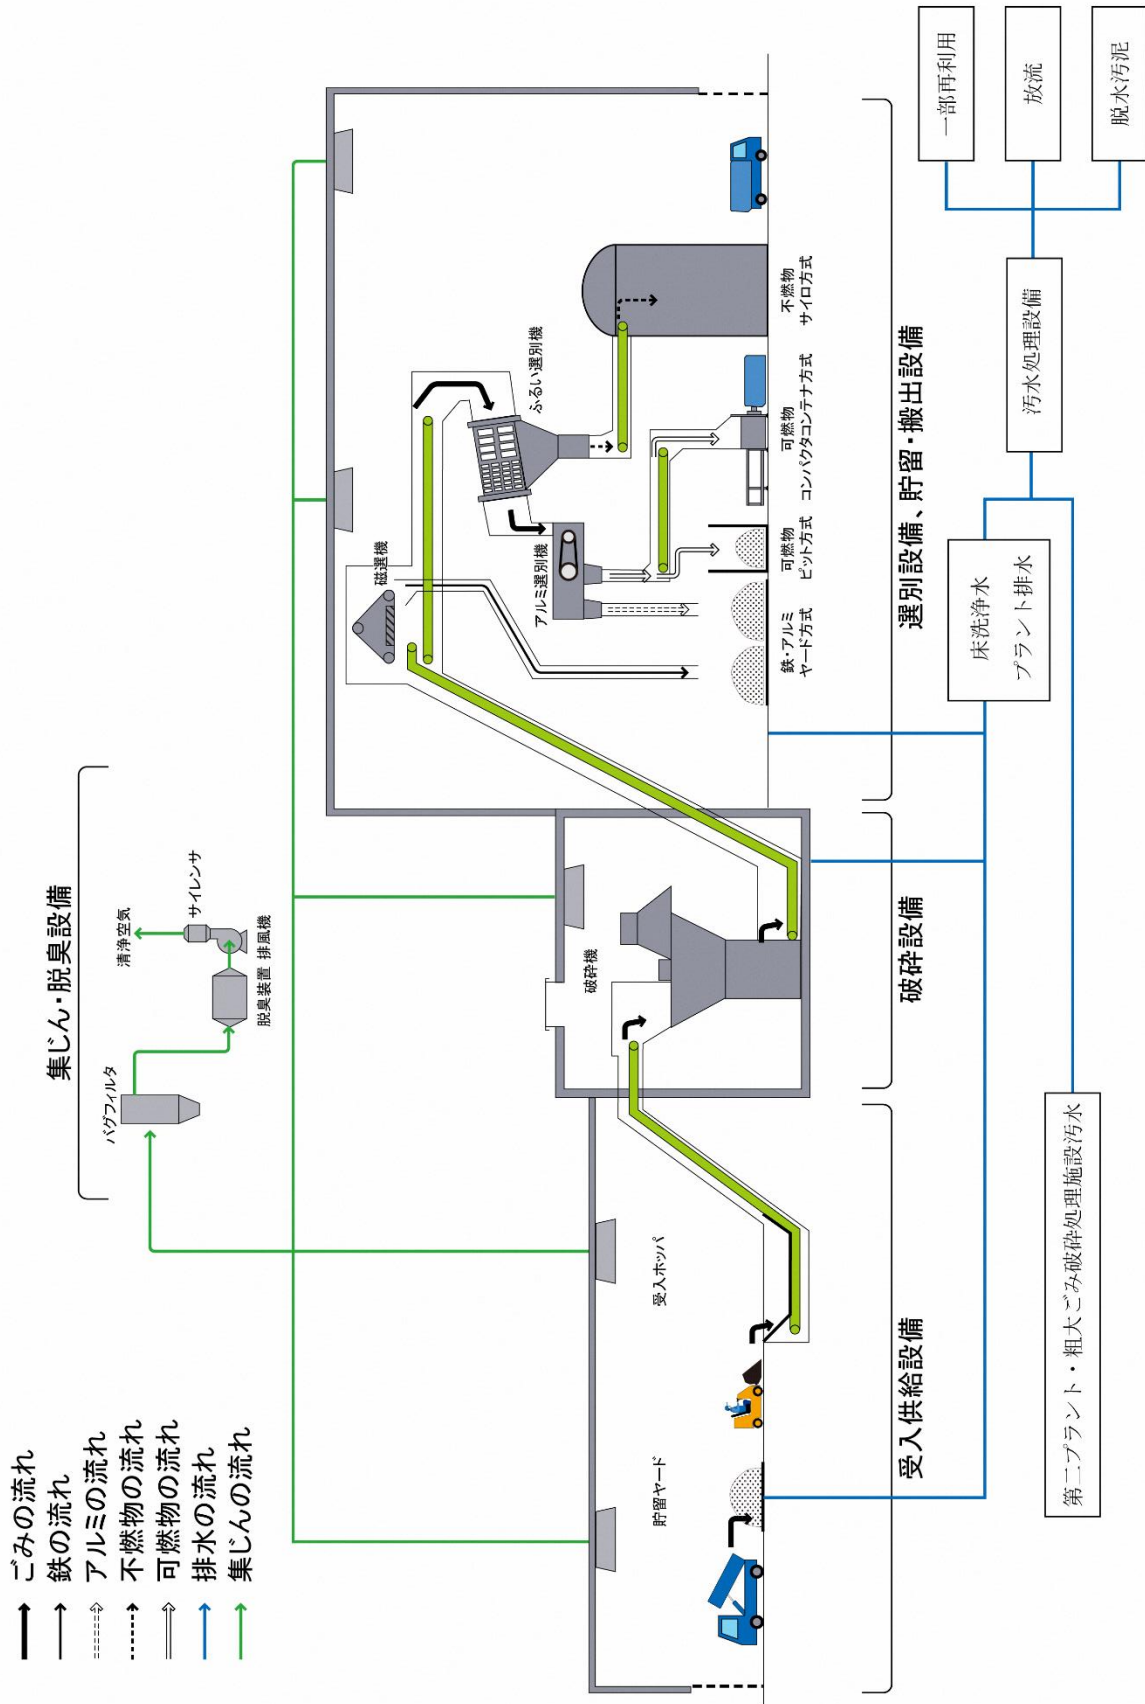 ごみの流れ
鉄の流れ
アルミの流れ
不燃物の流れ
可燃物の流れ
排水の流れ
集じんの流れ
集じん・脱臭設備
バグフィルタ
清浄空気
サイレンサ
脱臭装置
排風機
貯留ヤード
受入ホッパ
破砕機
磁選機
ふるい選別機
アルミ選別機
鉄・アルミ
ヤード方式
可燃物
ピット方式
可燃物
コンパクタコンテナ方式
不燃物
サイロ方式
受入供給設備
破砕設備
選別設備、貯留・搬出設備
床洗浄水
プラント排水
第二プラント・粗大ごみ破砕処理施設汚水
汚水処理設備
一部再利用
放流
脱水汚泥